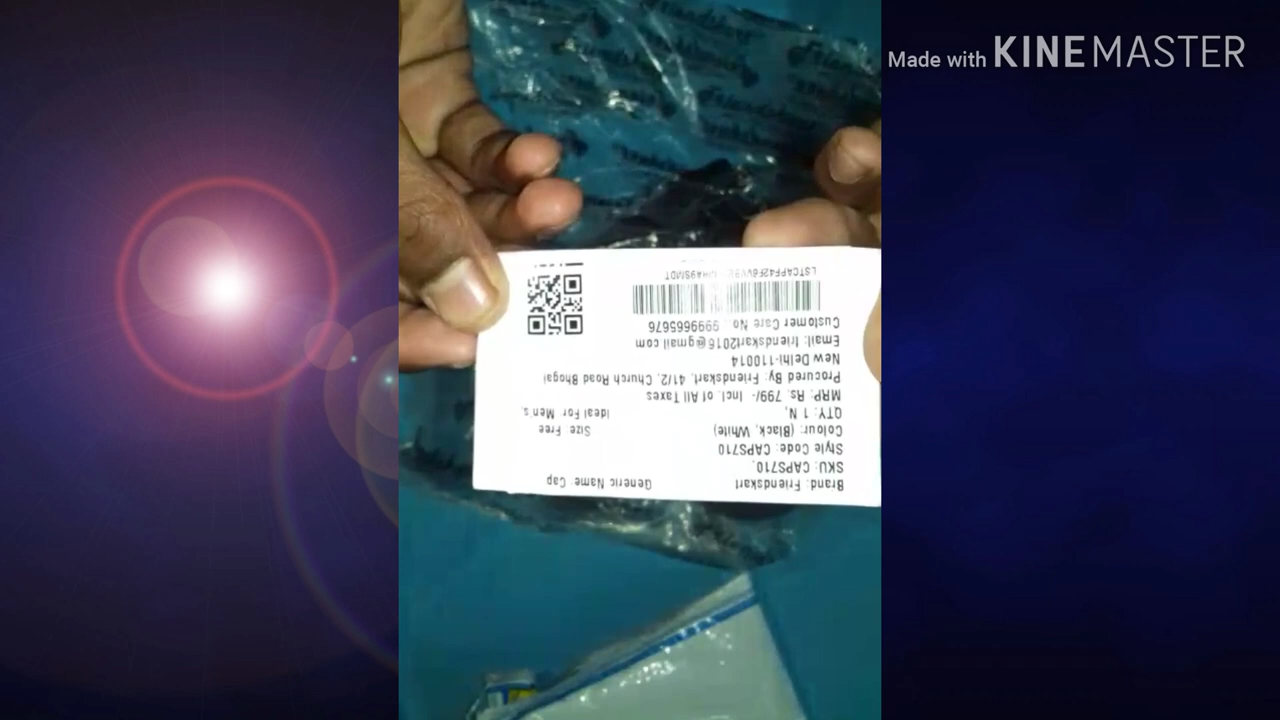 Made with KINEMASTER
Brand: Friendskart Generic Name: Cap
SKU: CAPS710,
Style Code: CAPS710
Colour: (Black, White) Size: Free
QTY: 1 N, Ideal For: Men's,
MRP: Rs. 799/- Incl. of All Taxes
Procured By: Friendskart, 41/2, Church Road Bhogal
New Delhi-110014
Email: friendskart2016@gmail.com
Customer Care No.: 9999665676